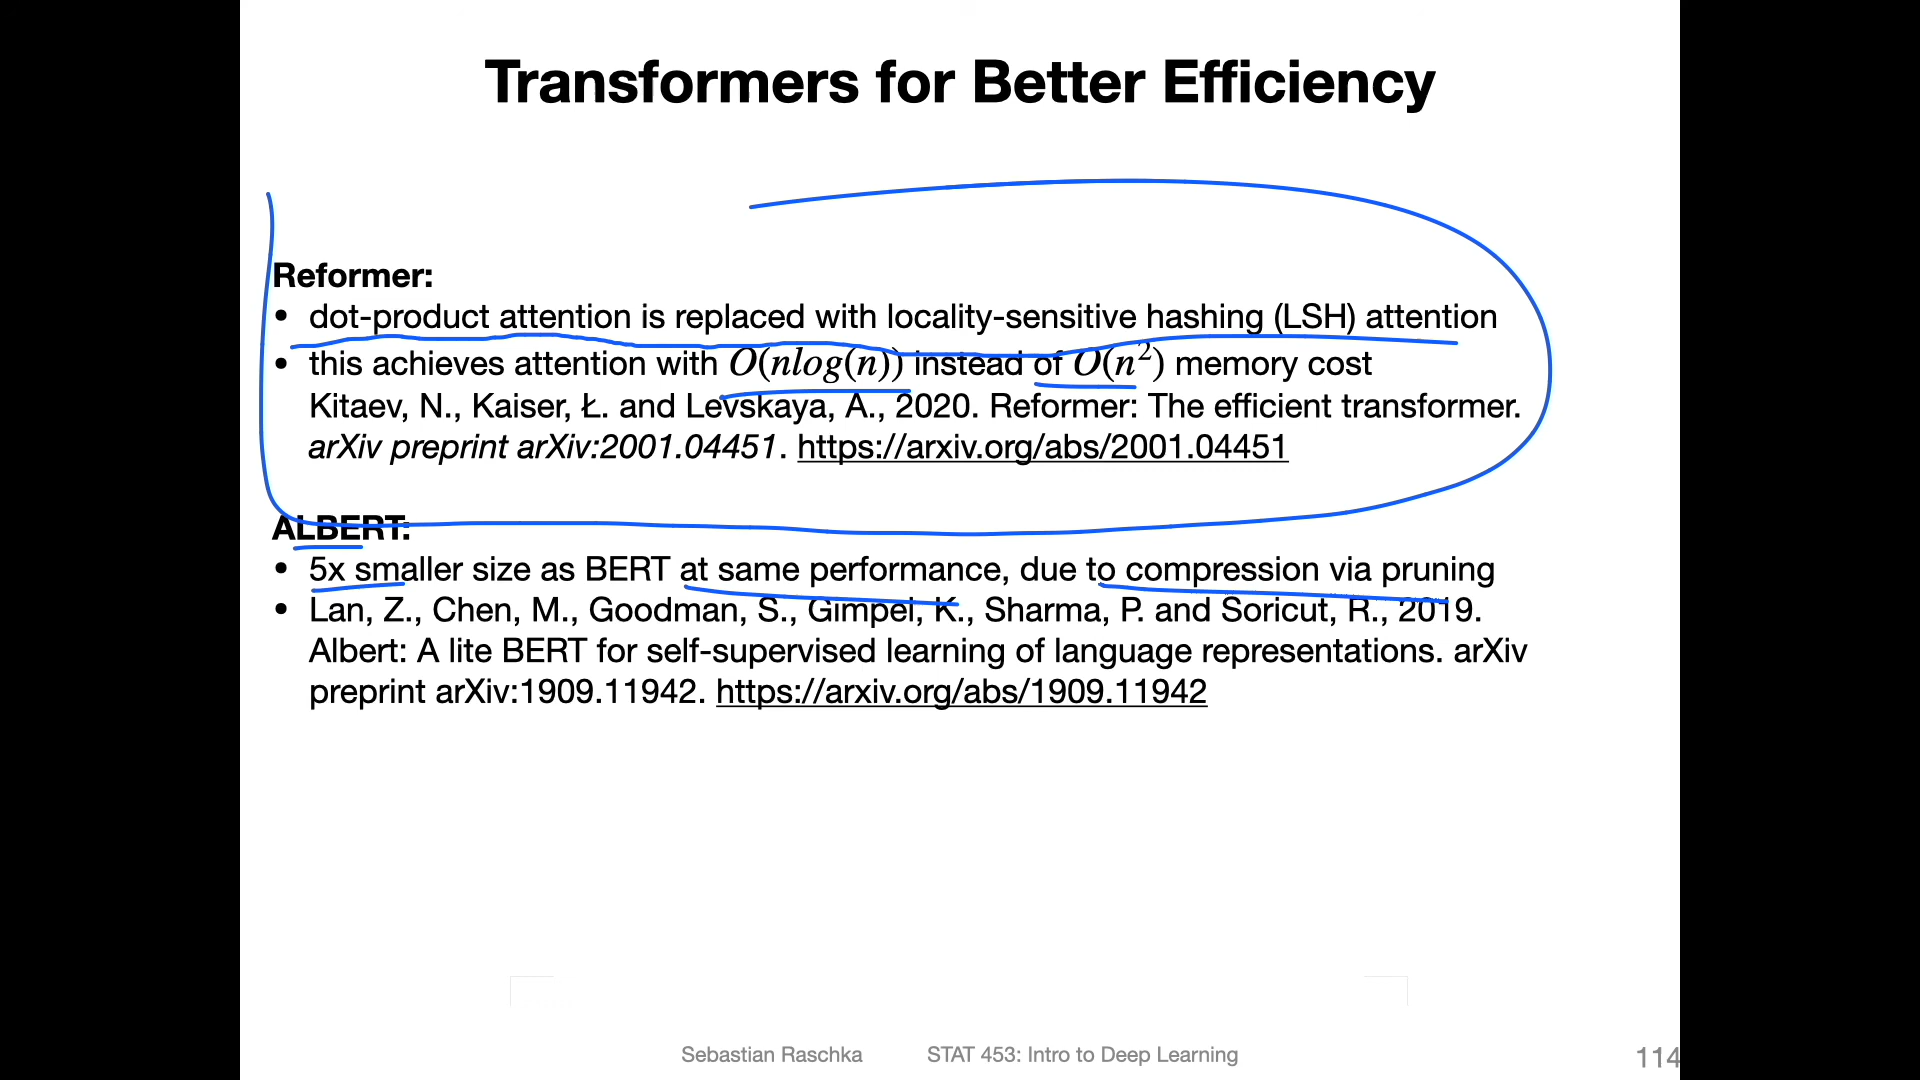 Transformers for Better Efficiency
Reformer:
• dot-product attention is replaced with locality-sensitive hashing (LSH) attention
• this achieves attention with O(nlog(n)) instead of O(n²) memory cost
Kitaev, N., Kaiser, Ł. and Levskaya, A., 2020. Reformer: The efficient transformer.
arXiv preprint arXiv:2001.04451. https://arxiv.org/abs/2001.04451
ALBERT:
• 5x smaller size as BERT at same performance, due to compression via pruning
• Lan, Z., Chen, M., Goodman, S., Gimpel, K., Sharma, P. and Soricut, R., 2019.
Albert: A lite BERT for self-supervised learning of language representations. arXiv
preprint arXiv:1909.11942. https://arxiv.org/abs/1909.11942
Sebastian Raschka STAT 453: Intro to Deep Learning 114